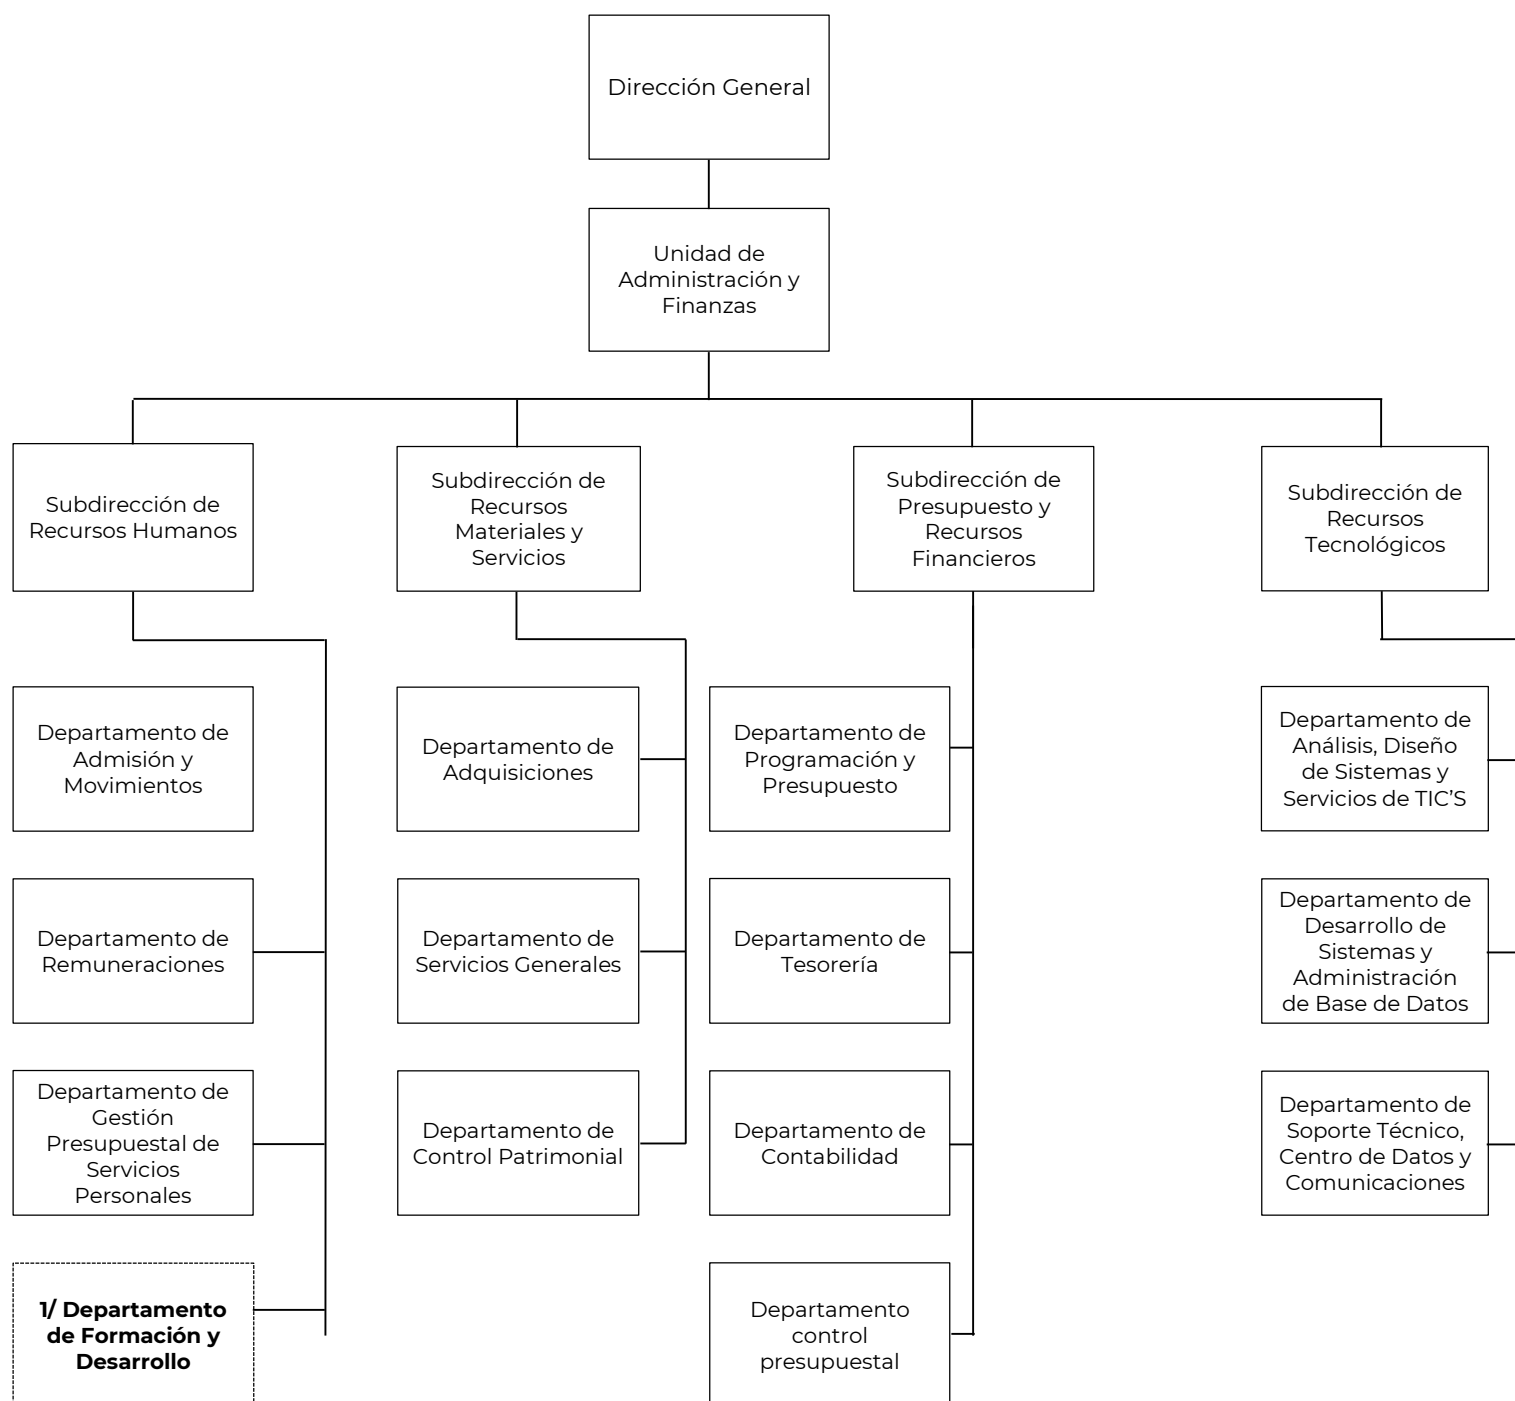 Dirección General
Unidad de
Administración y
Finanzas
Subdirección de
Recursos Humanos
Subdirección de
Recursos
Materiales y
Servicios
Subdirección de
Presupuesto y
Recursos
Financieros
Subdirección de
Recursos
Tecnológicos
Departamento de
Admisión y
Movimientos
Departamento de
Adquisiciones
Departamento de
Programación y
Presupuesto
Departamento de
Análisis, Diseño
de Sistemas y
Servicios de TIC’S
Departamento de
Remuneraciones
Departamento de
Servicios Generales
Departamento de
Tesorería
Departamento de
Desarrollo de
Sistemas y
Administración
de Base de Datos
Departamento de
Gestión
Presupuestal de
Servicios
Personales
Departamento de
Control Patrimonial
Departamento de
Contabilidad
Departamento de
Soporte Técnico,
Centro de Datos y
Comunicaciones
1/ Departamento
de Formación y
Desarrollo
Departamento
control
presupuestal